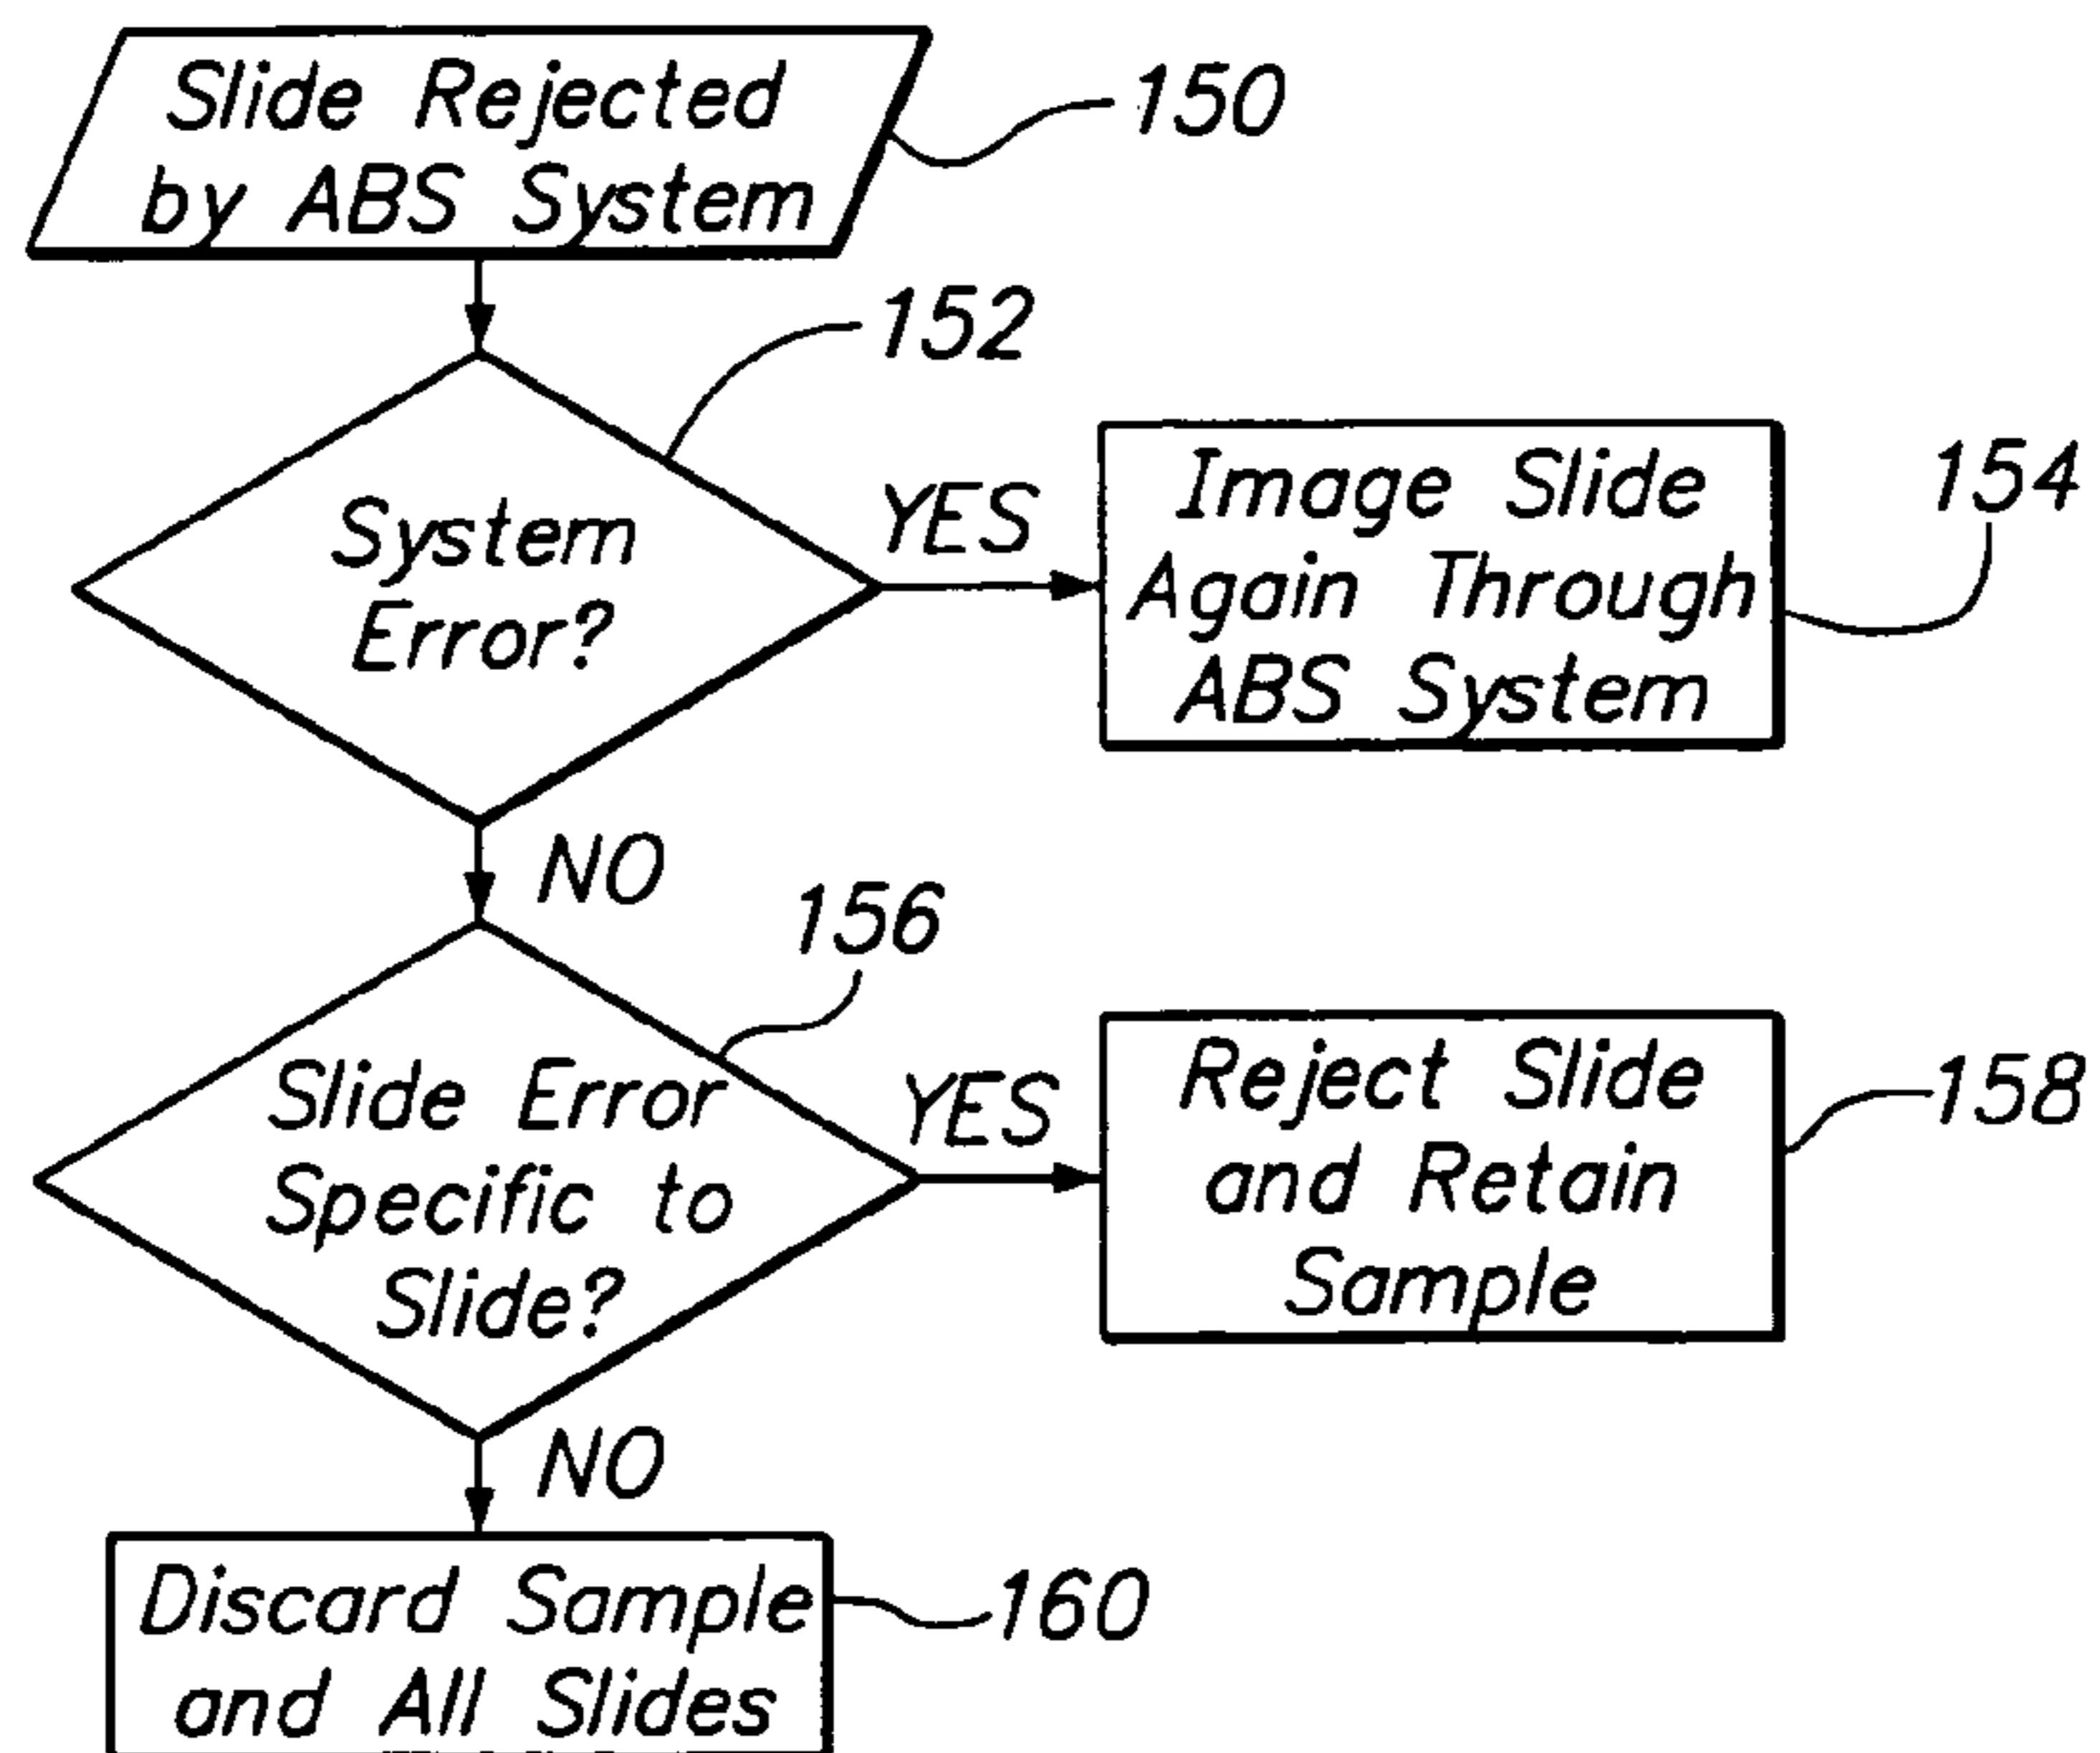 Slide Rejected
by ABS System
150
152
System
Error?
YES
Image Slide
Again Through
ABS System
154
NO
156
Slide Error
Specific to
Slide?
YES
Reject Slide
and Retain
Sample
158
NO
Discard Sample
and All Slides
160